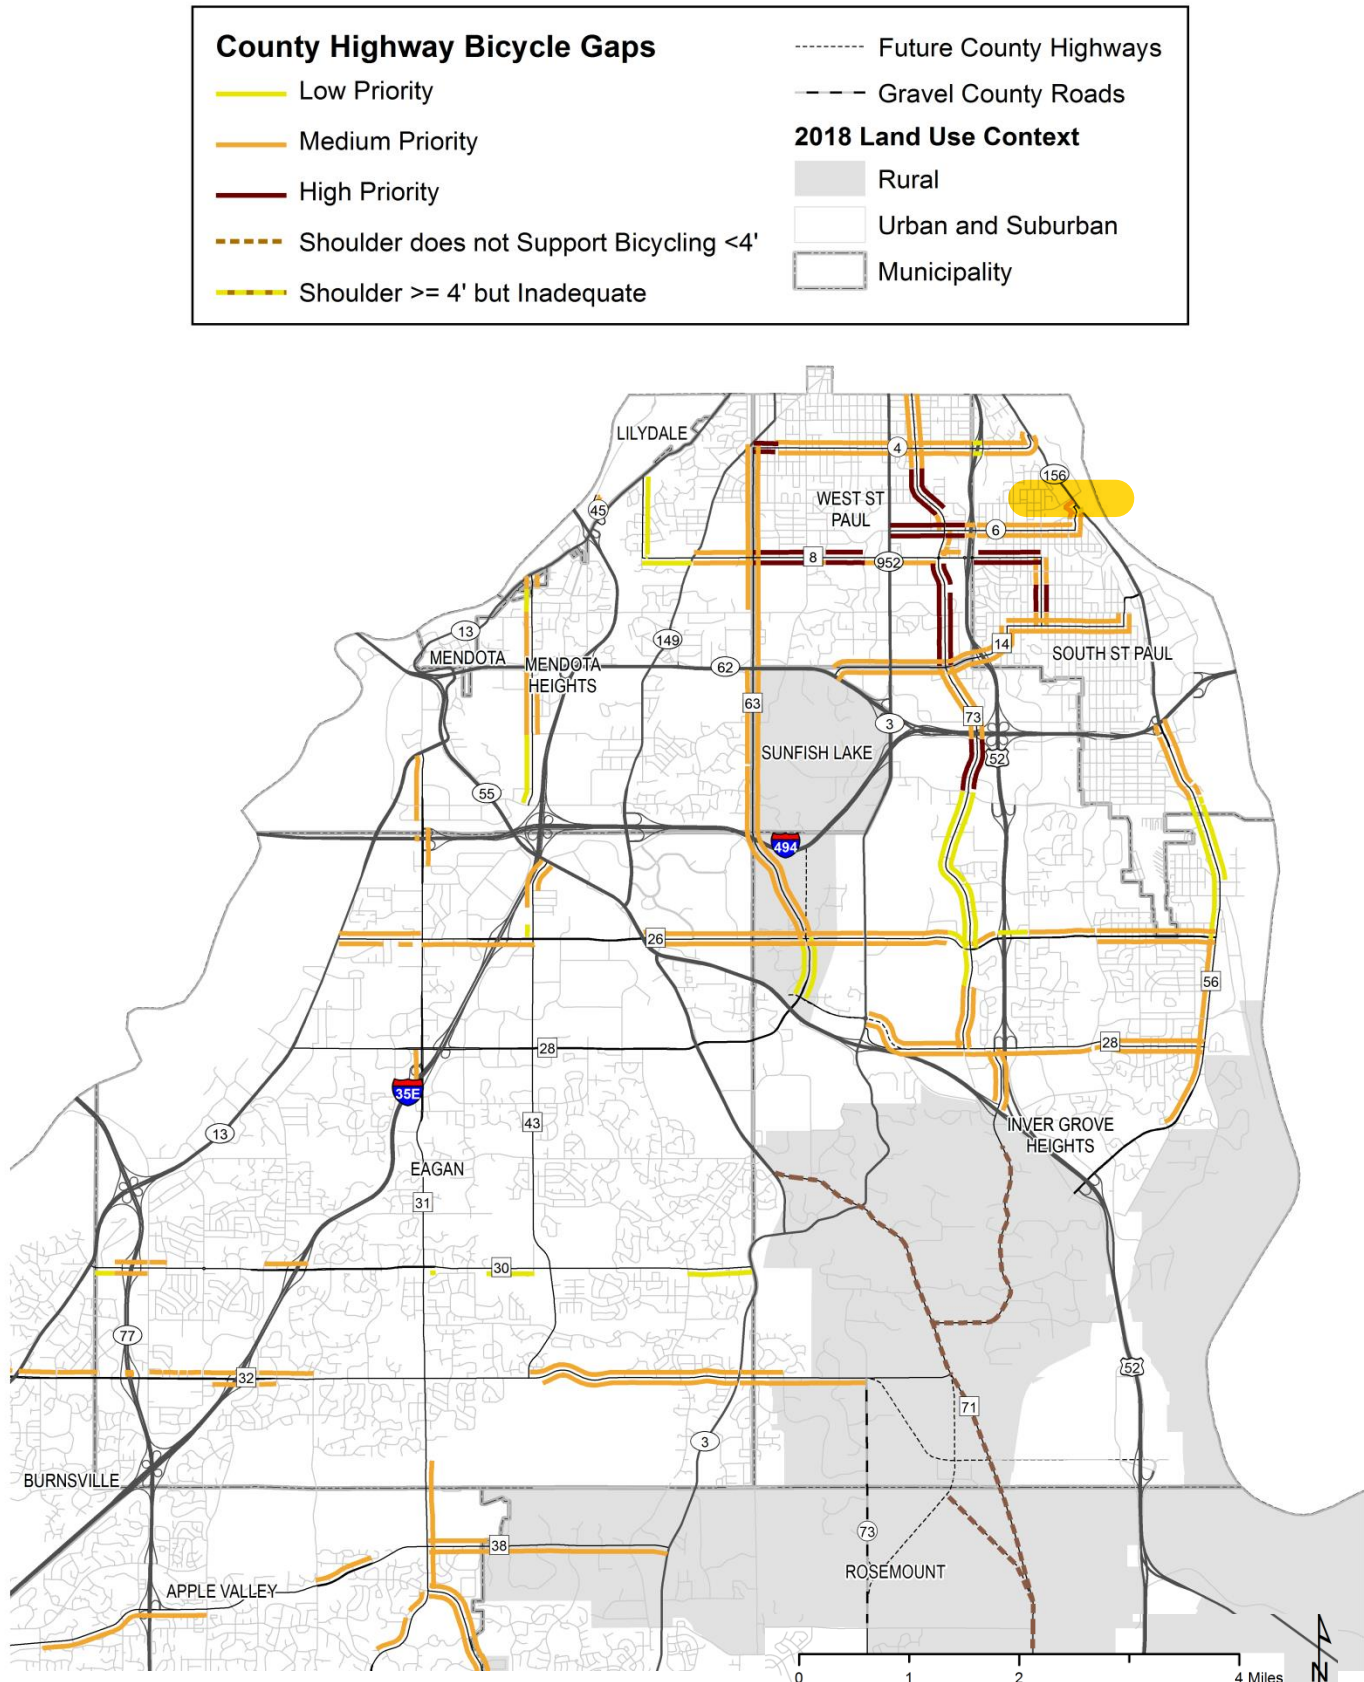 County Highway Bicycle Gaps
Low Priority
Medium Priority
High Priority
Shoulder does not Support Bicycling <4'
Shoulder >= 4' but Inadequate
Future County Highways
Gravel County Roads
2018 Land Use Context
Rural
Urban and Suburban
Municipality
LILYDALE
4
156
45
WEST ST
PAUL
6
8
952
13
149
14
MENDOTA
MENDOTA
HEIGHTS
62
SOUTH ST PAUL
63
73
3
SUNFISH LAKE
52
55
494
26
56
28
28
35E
43
13
INVER GROVE
HEIGHTS
EAGAN
31
30
77
52
32
71
3
BURNSVILLE
73
38
ROSEMOUNT
APPLE VALLEY
N
0 1 2 4 Miles